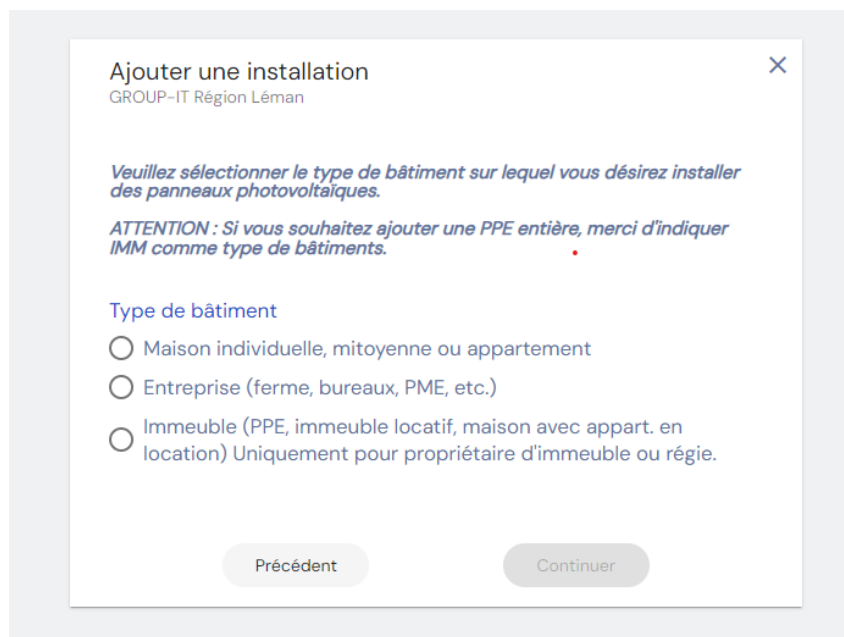 Ajouter une installation
GROUP-IT Région Léman
Veuillez sélectionner le type de bâtiment sur lequel vous désirez installer
des panneaux photovoltaïques.
ATTENTION : Si vous souhaitez ajouter une PPE entière, merci d'indiquer
IMM comme type de bâtiments.
Type de bâtiment
Maison individuelle, mitoyenne ou appartement
Entreprise (ferme, bureaux, PME, etc.)
Immeuble (PPE, immeuble locatif, maison avec appart. en
location) Uniquement pour propriétaire d'immeuble ou régie.
Précédent
Continuer